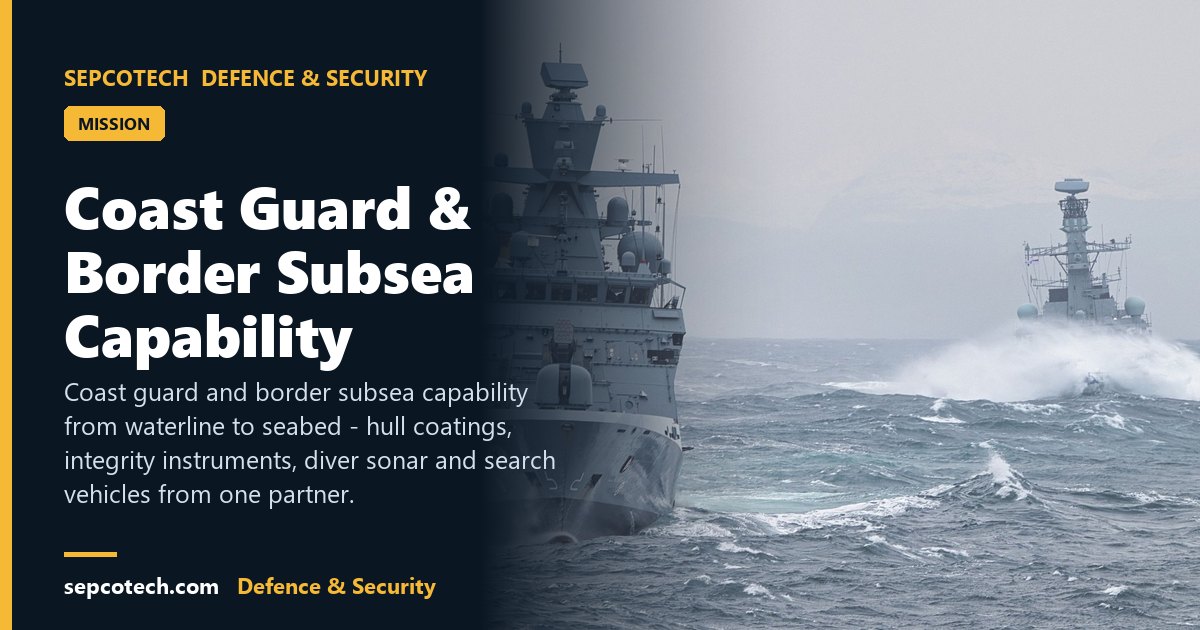 SEPCOTECH DEFENCE & SECURITY
MISSION
Coast Guard &
Border Subsea
Capability
Coast guard and border subsea capability
from waterline to seabed - hull coatings,
integrity instruments, diver sonar and search
vehicles from one partner.
sepcotech.com Defence & Security